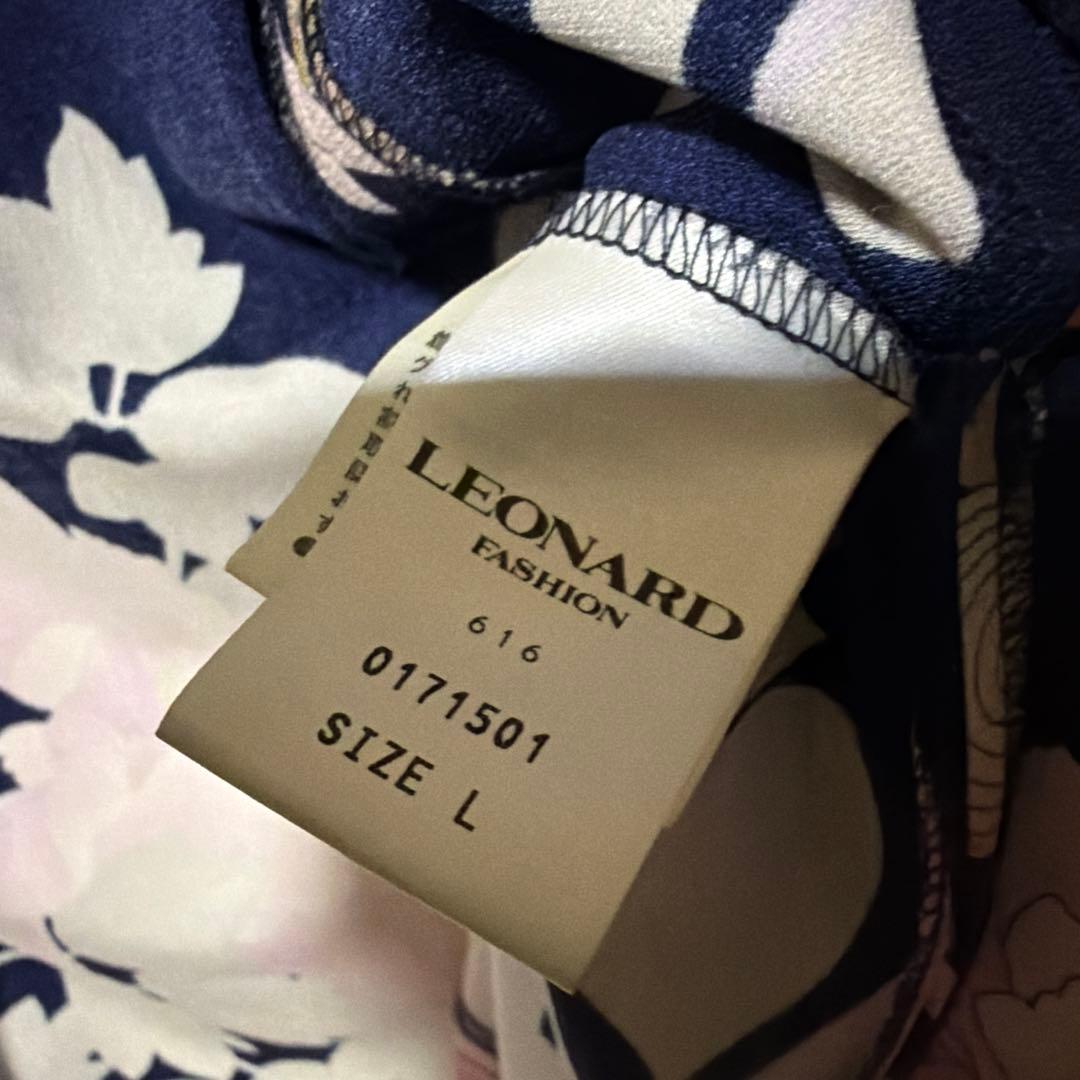 LEONARD
FASHION
616
0171501
SIZE L